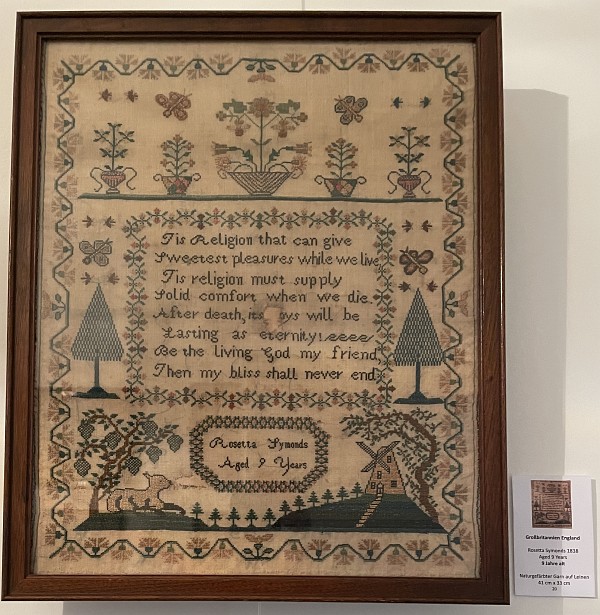 Tis Religion that can give
Sweetest pleasures while we live
Tis religion must supply
Solid comfort when we die.
After death, its oys will be
Lasting as eternity!
Be the living God my friend,
Then my bliss shall never end
Rosetta Symonds
Aged 9 Years
Großbritannien England
Rosetta Symonds 1838
Aged 9 Years
9 Jahre alt
Naturgefärbter Garn auf Leinen
41 cm x 33 cm